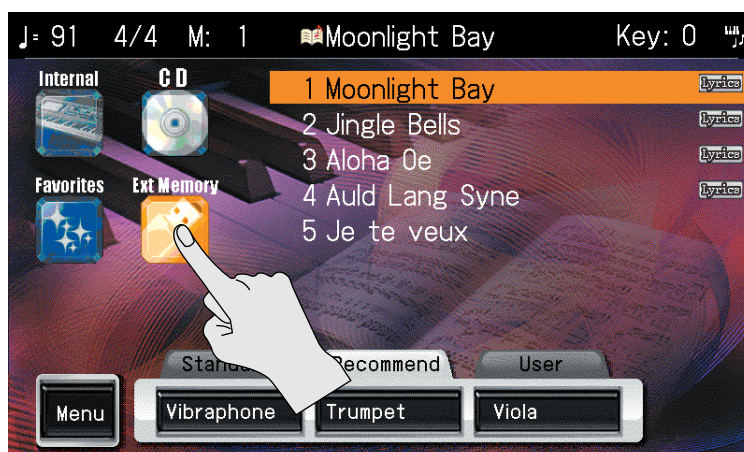 ♩= 91 4/4 M: 1 Moonlight Bay Key: 0
Internal CD
1 Moonlight Bay Lyrics
2 Jingle Bells Lyrics
3 Aloha Oe Lyrics
4 Auld Lang Syne Lyrics
5 Je te veux
Favorites Ext Memory
Recommend User
Menu Vibraphone Trumpet Viola